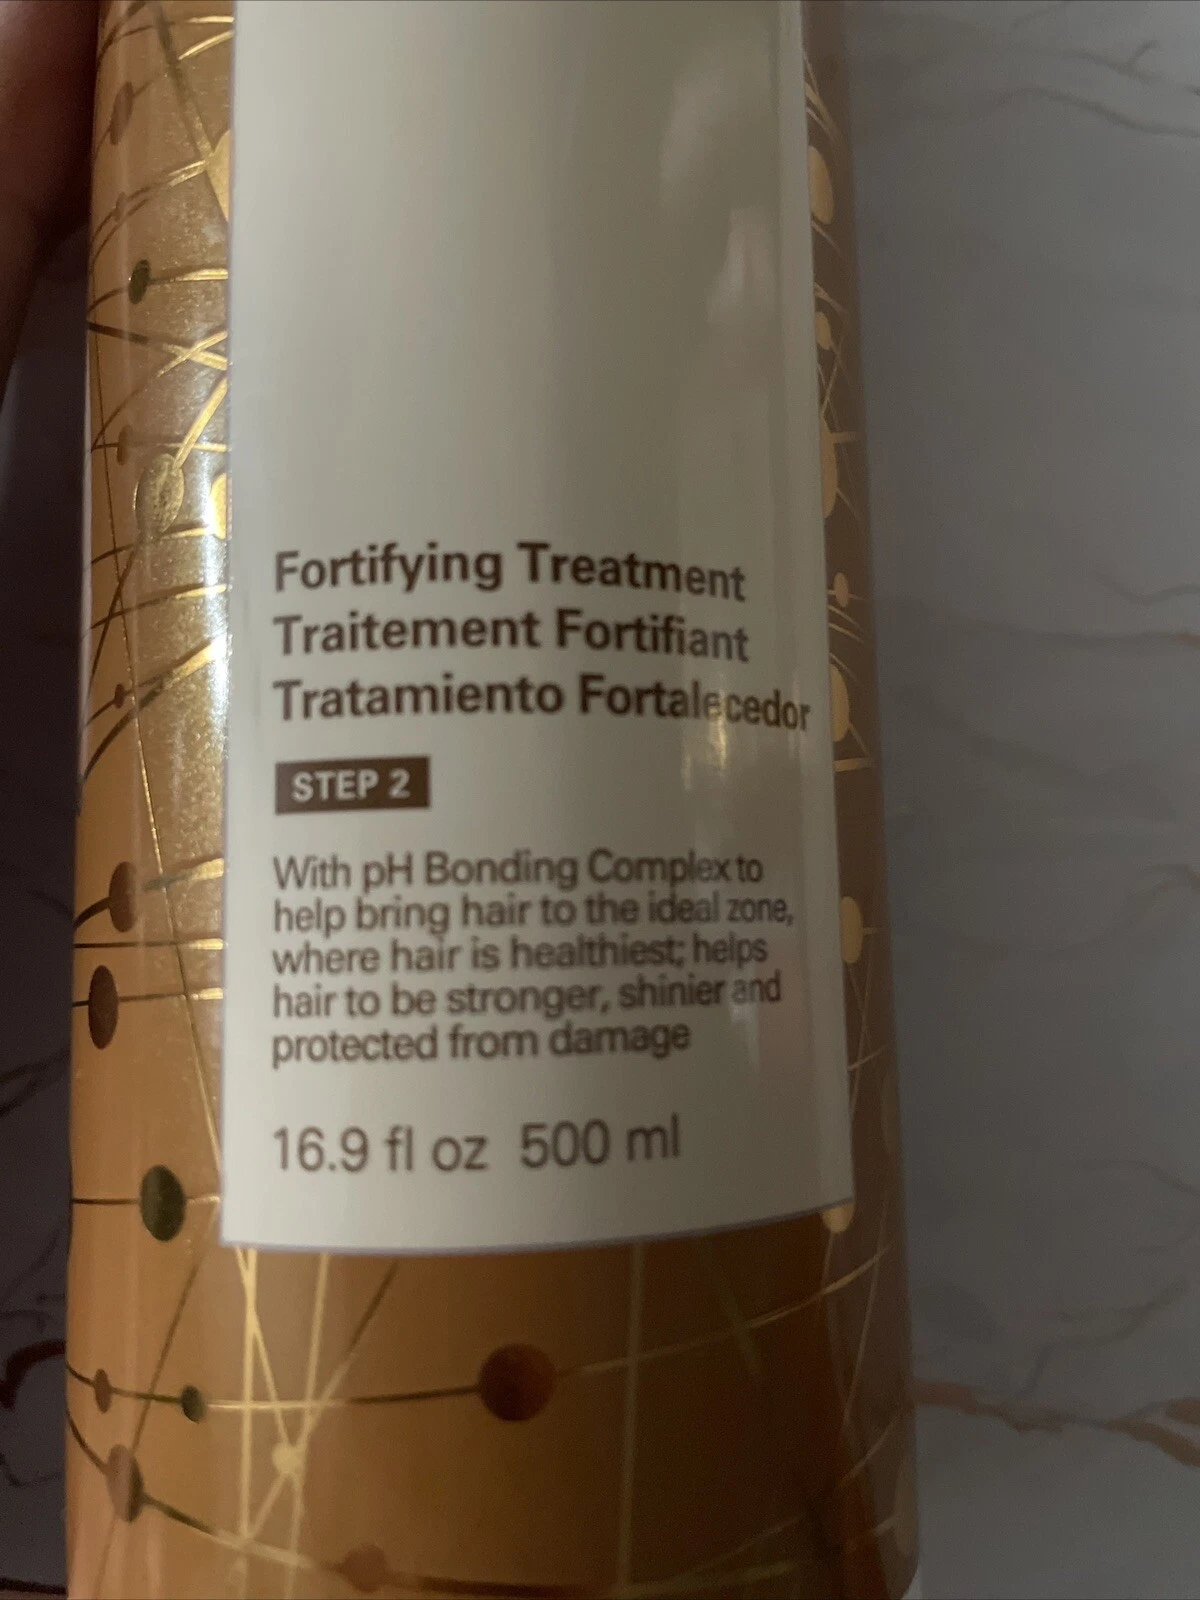 Fortifying Treatment
Traitement Fortifiant
Tratamiento Fortalecedor
STEP 2
With pH Bonding Complex to
help bring hair to the ideal zone,
where hair is healthiest; helps
hair to be stronger, shinier and
protected from damage
16.9 fl oz 500 ml